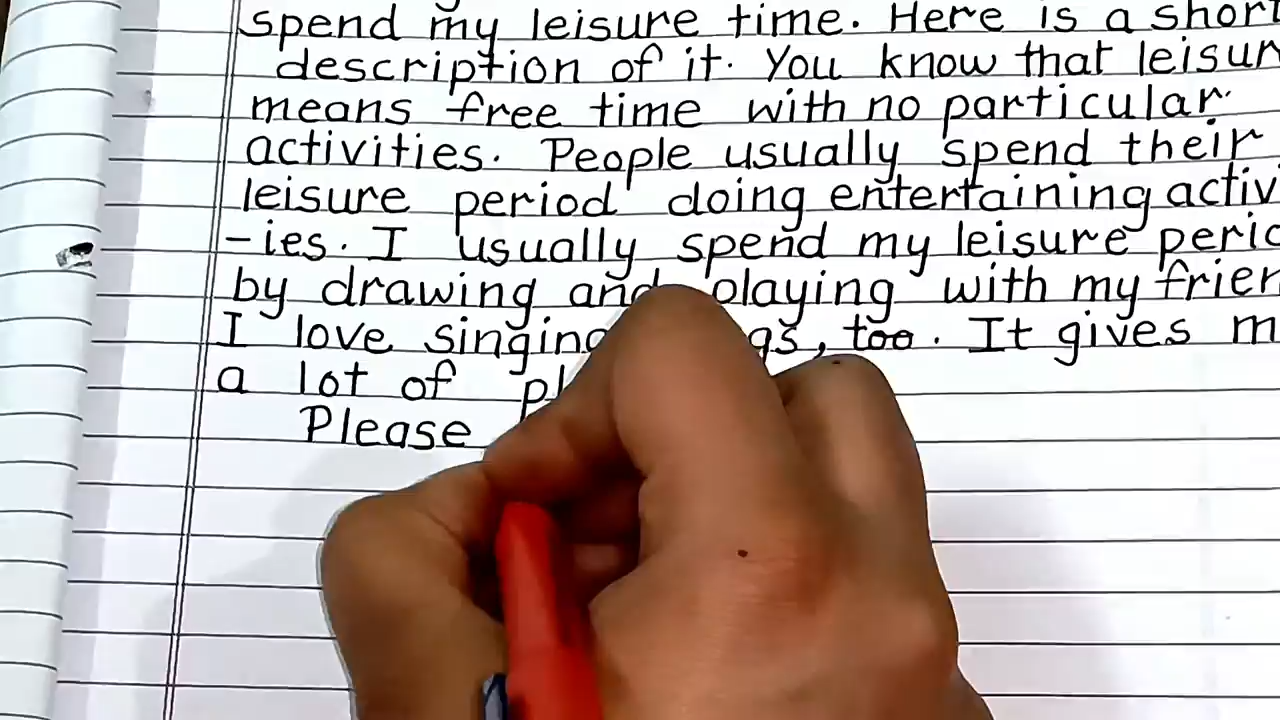 spend my leisure time. Here is a short
description of it. You know that leisur
means free time with no particular.
activities. People usually spend their
leisure period doing entertaining activ
-ies. I usually spend my leisure perio
by drawing and playing with my frien
I love singing gs, too. It gives m
a lot of pl
Please